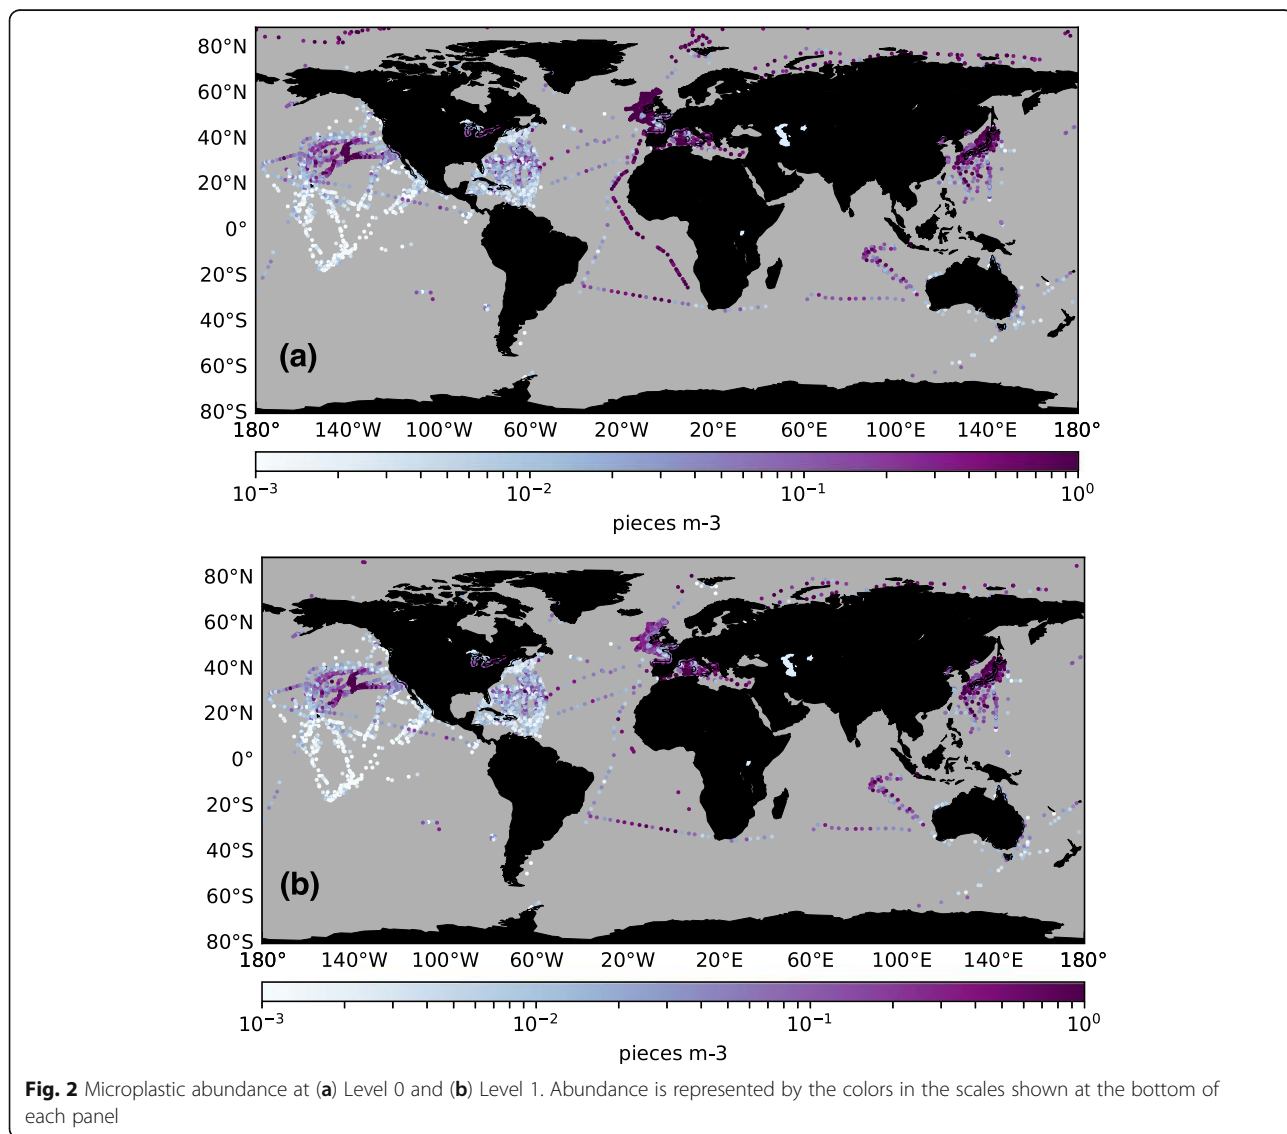 80°N
60°N
40°N
20°N
0°
20°S
40°S
60°S
80°S
(a)
180° 140°W 100°W 60°W 20°W 20°E 60°E 100°E 140°E 180°
10⁻³ 10⁻² 10⁻¹ 10⁰
pieces m-3
80°N
60°N
40°N
20°N
0°
20°S
40°S
60°S
80°S
(b)
180° 140°W 100°W 60°W 20°W 20°E 60°E 100°E 140°E 180°
10⁻³ 10⁻² 10⁻¹ 10⁰
pieces m-3
Fig. 2 Microplastic abundance at (a) Level 0 and (b) Level 1. Abundance is represented by the colors in the scales shown at the bottom of
each panel